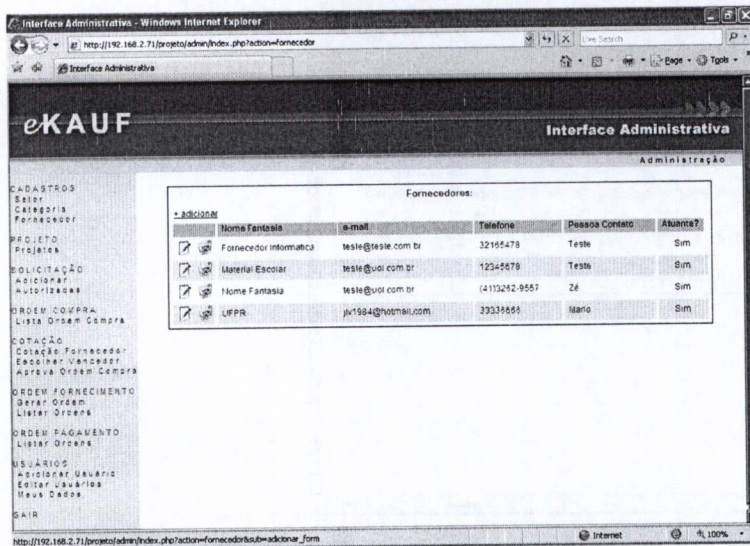 Interface Administrativa - Windows Internet Explorer
http://192.168.2.71/projeto/admin/index.php?action=fornecedor
Live Search
Interface Administrativa
Page
Tools
eKAUF
Interface Administrativa
Administração
CADASTROS
Setor
Categoria
Fornecedor
PROJETO
Projetos
SOLICITAÇÃO
Adicionar
Autorizadas
ORDEM COMPRA
Lista Ordem Compra
COTAÇÃO
Cotação Fornecedor
Escolher Vencedor
Aprova Ordem Compra
ORDEM FORNECIMENTO
Gerar Ordem
Listar Ordens
ORDEM PAGAMENTO
Listar Ordens
USUÁRIOS
Adicionar Usuário
Editar Usuários
Meus Dados
SAIR
Fornecedores:
+ adicionar
Nome Fantasia e-mail Telefone Pessoa Contato Atuante?
Fornecedor Informatica teste@teste.com.br 32165478 Teste Sim
Material Escolar teste@uol.com.br 12345678 Teste Sim
Nome Fantasia teste@uol.com.br Zé Sim
UFPR jlv1984@hotmail.com Mario Sim
http://192.168.2.71/projeto/admin/index.php?action=fornecedor&sub=adicionar_form
Internet
100%